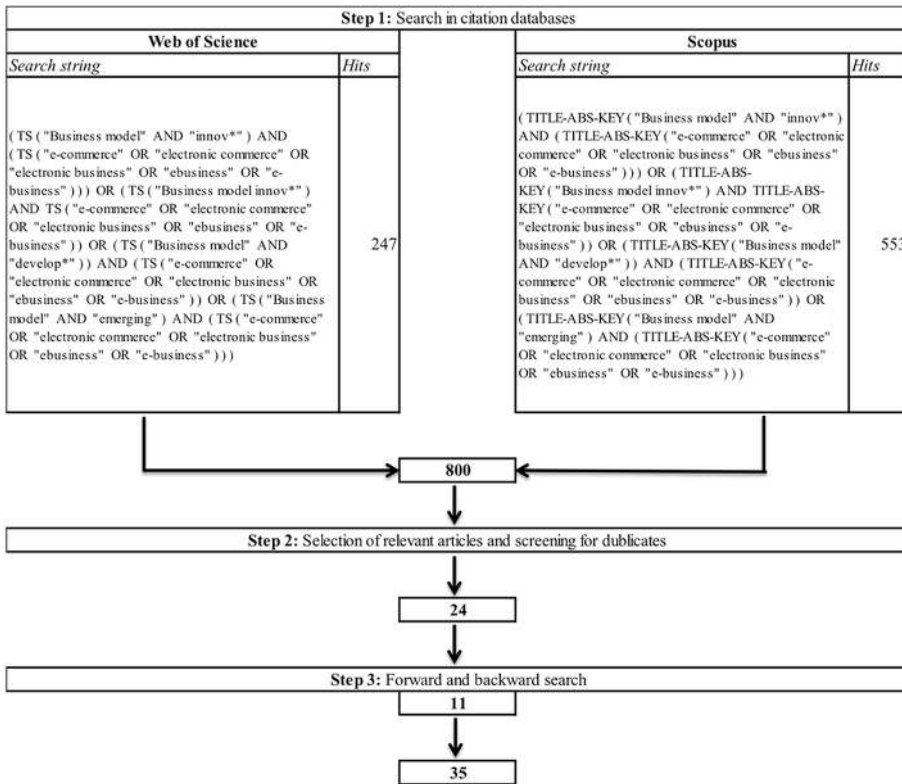 Step 1: Search in citation databases
Web of Science
Search string
Hits
( TS ( "Business model" AND "innov*" ) AND
(TS ( "e-commerce" OR "electronic commerce" OR
"electronic business" OR "ebusiness" OR "e-
business" ) ) ) OR ( TS ( "Business model innov*" )
AND TS ( "e-commerce" OR "electronic commerce"
OR "electronic business" OR "ebusiness" OR "e-
business" )) OR ( TS ( "Business model" AND
"develop*" )) AND ( TS ( "e-commerce" OR
"electronic commerce" OR "electronic business" OR
"ebusiness" OR "e-business" )) OR ( TS ( "Business
model" AND "emerging" ) AND ( TS ( "e-commerce"
OR "electronic commerce" OR "electronic business"
OR "ebusiness" OR "e-business" ) ) )
247
Scopus
Search string
Hits
(TITLE-ABS-KEY( "Business model" AND "innov*" )
AND (TITLE-ABS-KEY( "e-commerce" OR "electronic
commerce" OR "electronic business" OR "ebusiness"
OR "e-business" ) ) ) OR ( TITLE-ABS-
KEY( "Business model innov*" ) AND TITLE-ABS-
KEY( "e-commerce" OR "electronic commerce" OR
"electronic business" OR "ebusiness" OR "e-
business" )) OR ( TITLE-ABS-KEY( "Business model"
AND "develop*" )) AND ( TITLE-ABS-KEY( "e-
commerce" OR "electronic commerce" OR "electronic
business" OR "ebusiness" OR "e-business" )) OR
(TITLE-ABS-KEY( "Business model" AND
"emerging" ) AND ( TITLE-ABS-KEY( "e-commerce"
OR "electronic commerce" OR "electronic business"
OR "ebusiness" OR "e-business" ) ) )
553
800
Step 2: Selection of relevant articles and screening for dublicates
24
Step 3: Forward and backward search
11
35